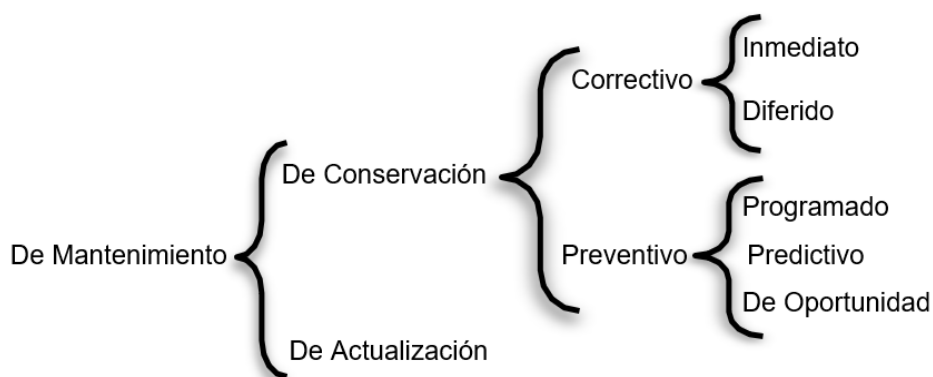 De Mantenimiento
De Conservación
De Actualización
Correctivo
Preventivo
Inmediato
Diferido
Programado
Predictivo
De Oportunidad